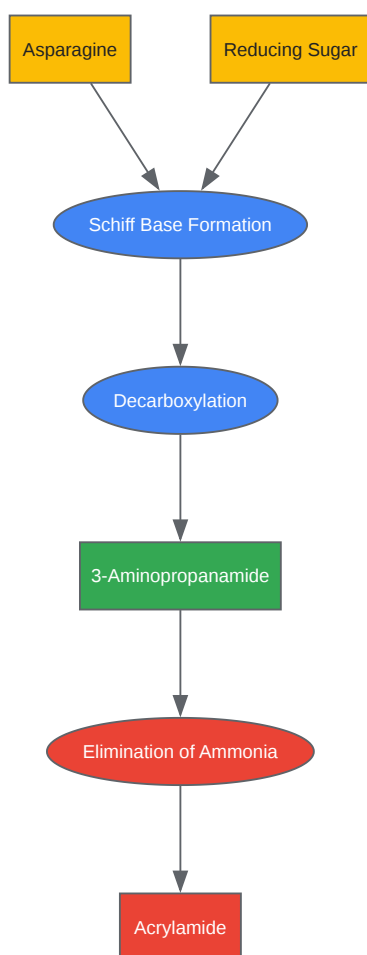 Asparagine
Reducing Sugar
Schiff Base Formation
Decarboxylation
3-Aminopropanamide
Elimination of Ammonia
Acrylamide